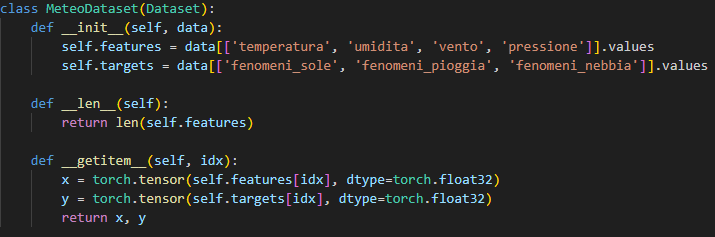 class MeteoDataset(Dataset):
    def __init__(self, data):
        self.features = data[['temperatura', 'umidita', 'vento', 'pressione']].values
        self.targets = data[['fenomeni_sole', 'fenomeni_pioggia', 'fenomeni_nebbia']].values
    def __len__(self):
        return len(self.features)
    def __getitem__(self, idx):
        x = torch.tensor(self.features[idx], dtype=torch.float32)
        y = torch.tensor(self.targets[idx], dtype=torch.float32)
        return x, y